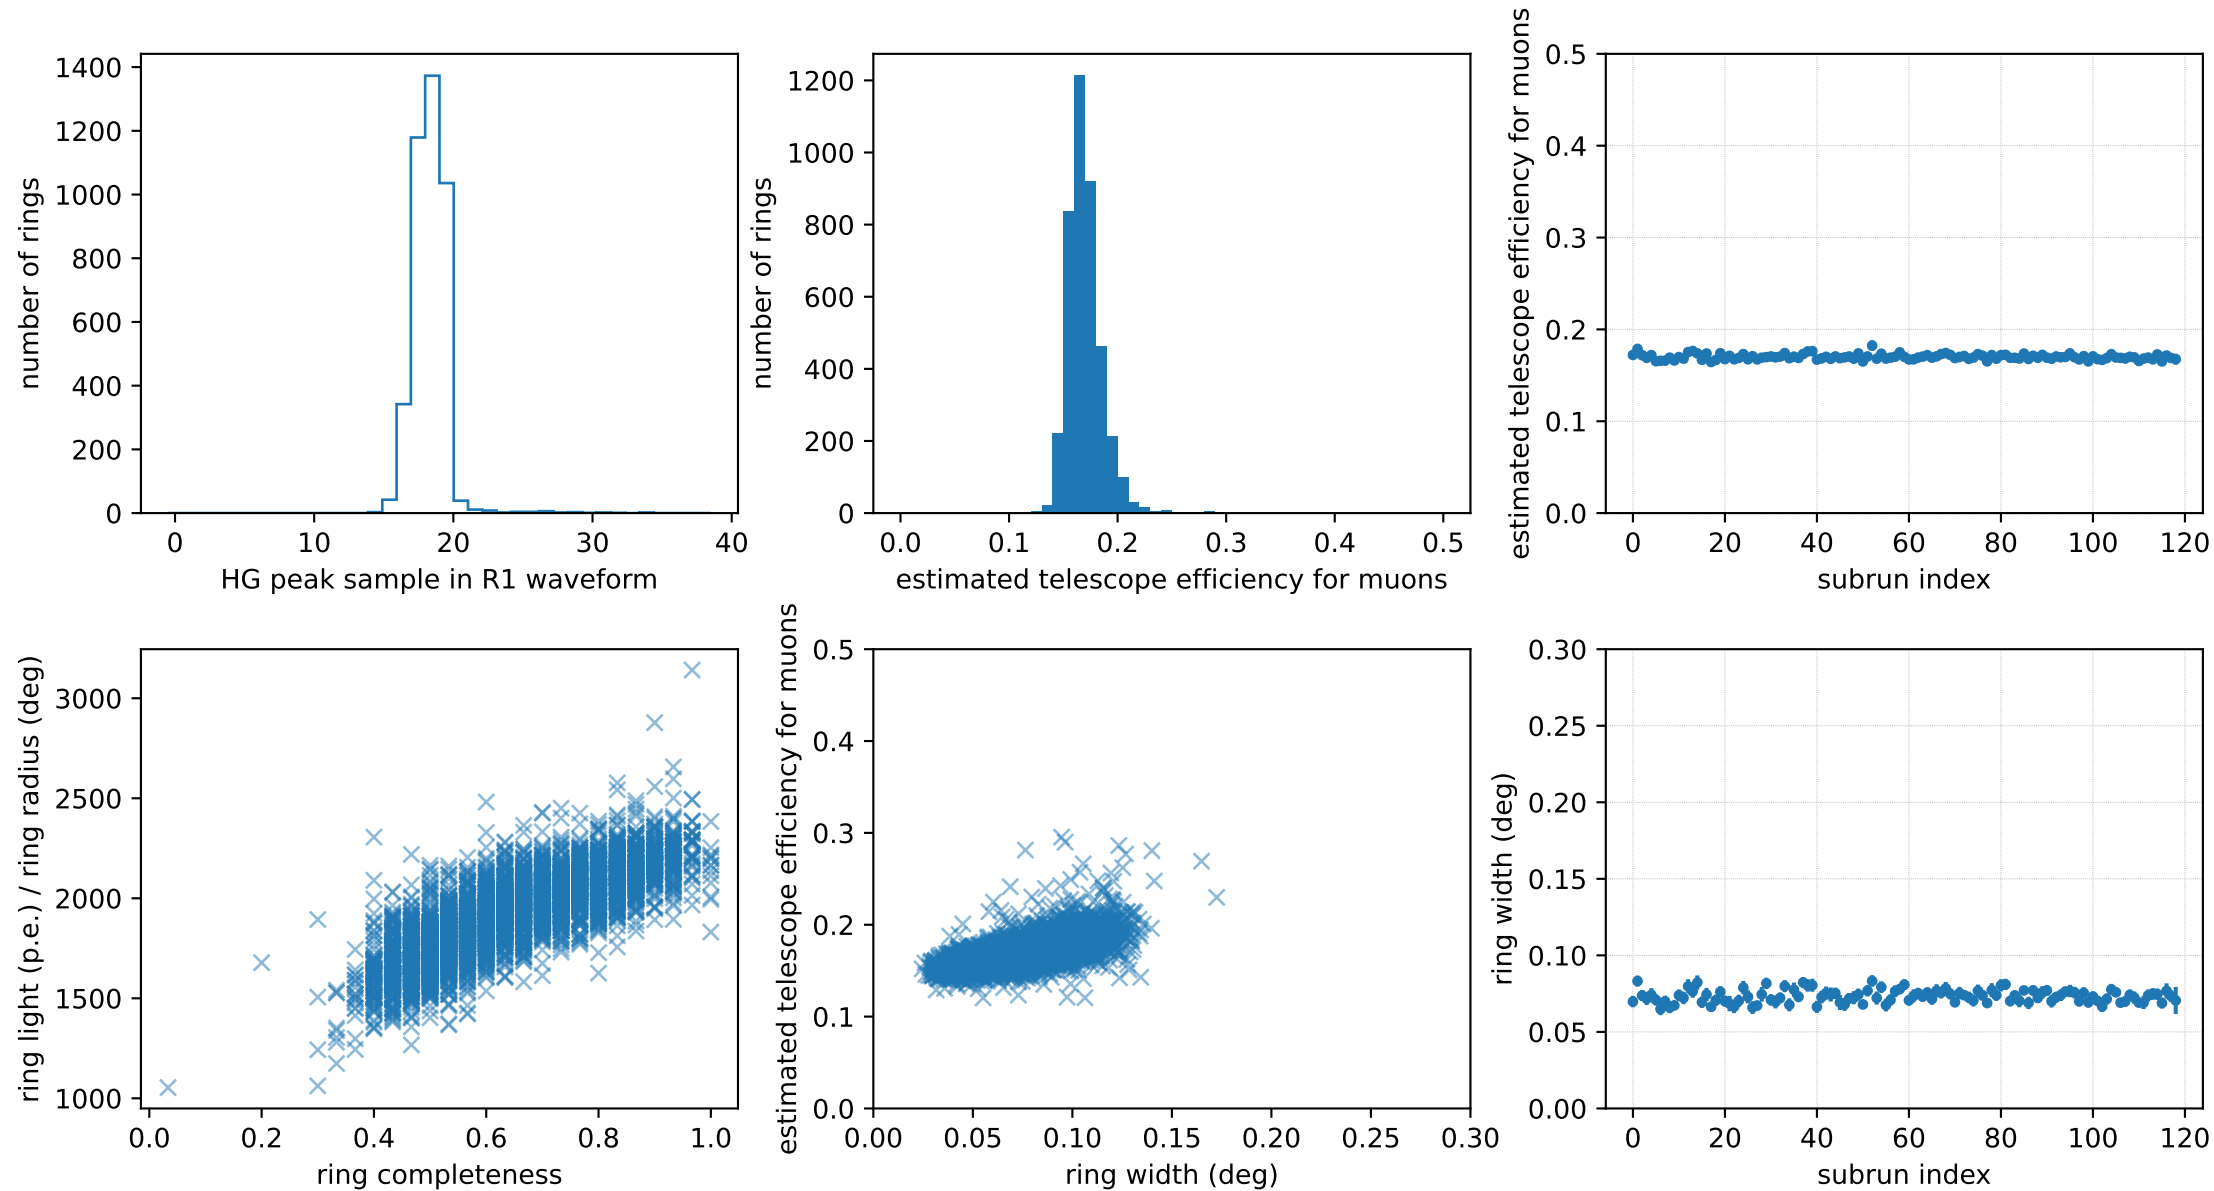 number of rings
1400
1200
1000
800
600
400
200
0
0 10 20 30 40
HG peak sample in R1 waveform
number of rings
1200
1000
800
600
400
200
0
0.0 0.1 0.2 0.3 0.4 0.5
estimated telescope efficiency for muons
estimated telescope efficiency for muons
0.5
0.4
0.3
0.2
0.1
0.0
0 20 40 60 80 100 120
subrun index
ring light (p.e.) / ring radius (deg)
3000
2500
2000
1500
1000
0.0 0.2 0.4 0.6 0.8 1.0
ring completeness
estimated telescope efficiency for muons
0.5
0.4
0.3
0.2
0.1
0.0
0.00 0.05 0.10 0.15 0.20 0.25 0.30
ring width (deg)
ring width (deg)
0.30
0.25
0.20
0.15
0.10
0.05
0.00
0 20 40 60 80 100 120
subrun index